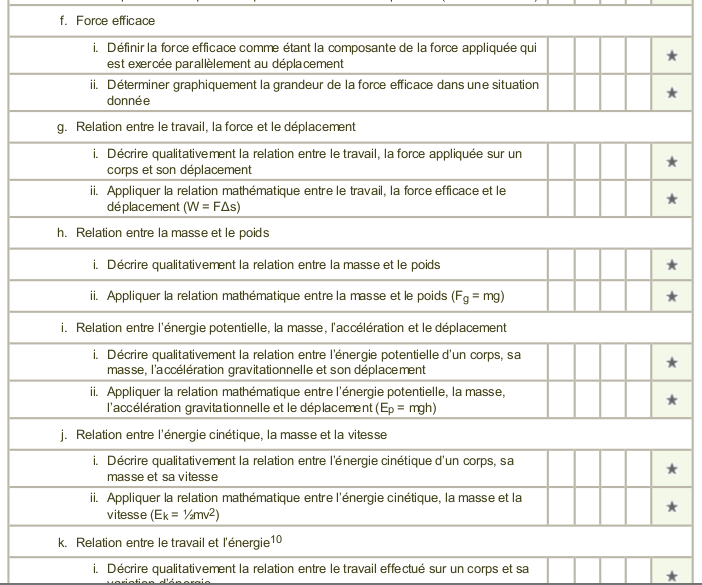 f. Force efficace
i. Définir la force efficace comme étant la composante de la force appliquée qui
est exercée parallèlement au déplacement
★
ii. Déterminer graphiquement la grandeur de la force efficace dans une situation
donnée
★
g. Relation entre le travail, la force et le déplacement
i. Décrire qualitativement la relation entre le travail, la force appliquée sur un
corps et son déplacement
★
ii. Appliquer la relation mathématique entre le travail, la force efficace et le
déplacement (W = FΔs)
★
h. Relation entre la masse et le poids
i. Décrire qualitativement la relation entre la masse et le poids
★
ii. Appliquer la relation mathématique entre la masse et le poids (Fg = mg)
★
i. Relation entre l’énergie potentielle, la masse, l’accélération et le déplacement
i. Décrire qualitativement la relation entre l’énergie potentielle d’un corps, sa
masse, l’accélération gravitationnelle et son déplacement
★
ii. Appliquer la relation mathématique entre l’énergie potentielle, la masse,
l’accélération gravitationnelle et le déplacement (Ep = mgh)
★
j. Relation entre l’énergie cinétique, la masse et la vitesse
i. Décrire qualitativement la relation entre l’énergie cinétique d’un corps, sa
masse et sa vitesse
★
ii. Appliquer la relation mathématique entre l’énergie cinétique, la masse et la
vitesse (Ek = ½mv²)
★
k. Relation entre le travail et l’énergie¹⁰
i. Décrire qualitativement la relation entre le travail effectué sur un corps et sa
variation d’énergie
★